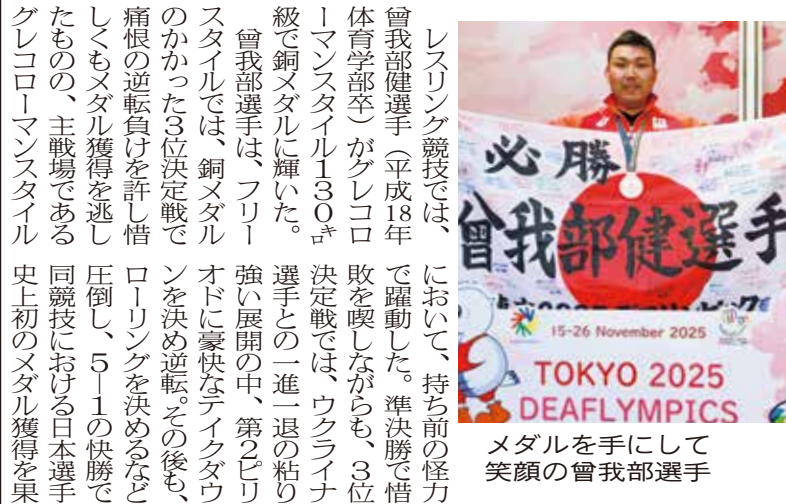 レスリング競技では、
曾我部健選手（平成18年
体育学部卒）がグレコロ
ーマンスタイル130㌔
級で銅メダルに輝いた。
曾我部選手は、フリー
スタイルでは、銅メダル
のかかった3位決定戦で
痛恨の逆転負けを許し惜
しくもメダル獲得を逃し
たものの、主戦場である
グレコローマンスタイル
において、持ち前の怪力
で躍動した。準決勝で惜
敗を喫しながらも、3位
決定戦では、ウクライナ
選手との一進一退の粘り
強い展開の中、第2ピリ
オドに豪快なテイクダウ
ンを決め逆転。その後も、
ローリングを決めるなど
圧倒し、5―1の快勝で
同競技における日本選手
史上初のメダル獲得を果
必勝
曾我部健選手
15-26 November 2025
TOKYO 2025
DEAFLYMPICS
メダルを手にして
笑顔の曾我部選手